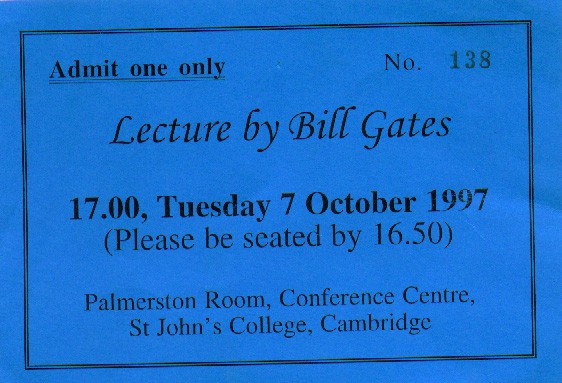 Admit one only No. 138
Lecture by Bill Gates
17.00, Tuesday 7 October 1997
(Please be seated by 16.50)
Palmerston Room, Conference Centre,
St John's College, Cambridge